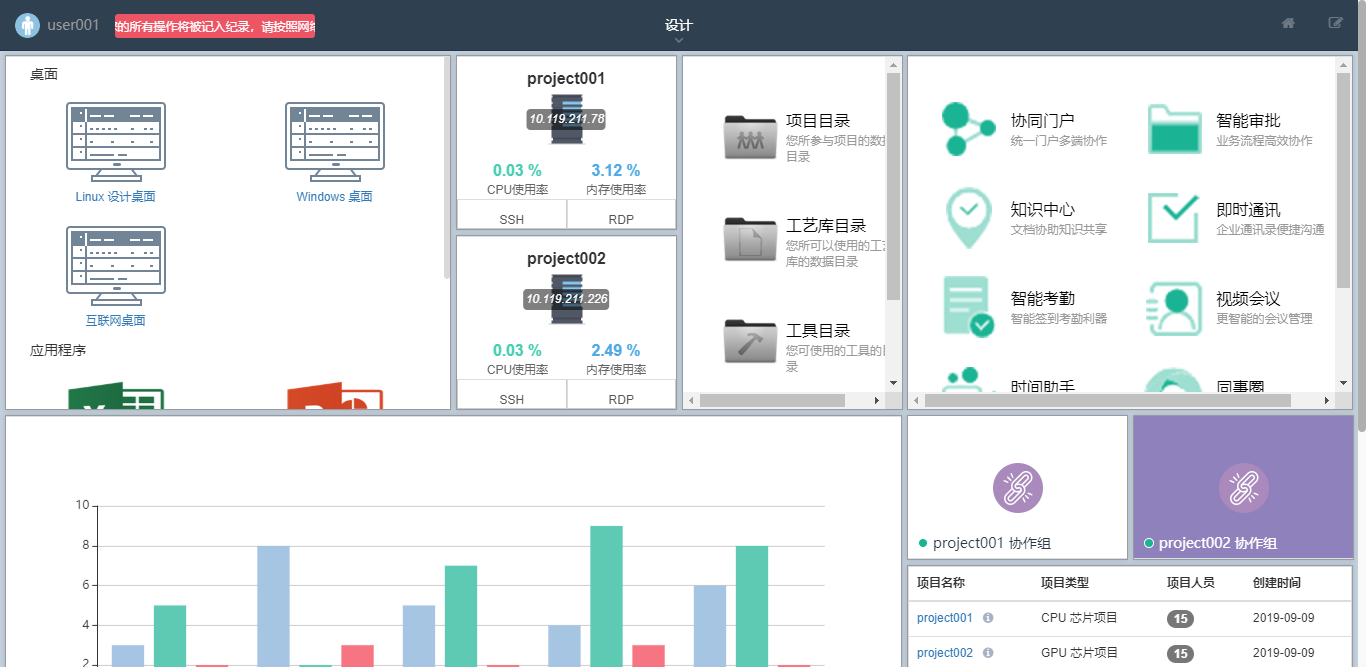 user001
的所有操作将被记入纪录，请按照网
设计
桌面
Linux 设计桌面
Windows 桌面
互联网桌面
应用程序
project001
10.119.211.78
0.03 %
3.12 %
CPU使用率
内存使用率
SSH
RDP
project002
10.119.211.226
0.03 %
2.49 %
CPU使用率
内存使用率
SSH
RDP
项目目录
您所参与项目的数据
目录
工艺库目录
您所可以使用的工艺
库的数据目录
工具目录
您可使用的工具的目
录
协同门户
统一门户多端协作
智能审批
业务流程高效协作
知识中心
文档协助知识共享
即时通讯
企业通讯录便捷沟通
智能考勤
智能签到考勤利器
视频会议
更智能的会议管理
时间助手
同事圈
10
8
6
4
2
project001 协作组
project002 协作组
项目名称 项目类型 项目人员 创建时间
project001 CPU 芯片项目 15 2019-09-09
project002 GPU 芯片项目 15 2019-09-09